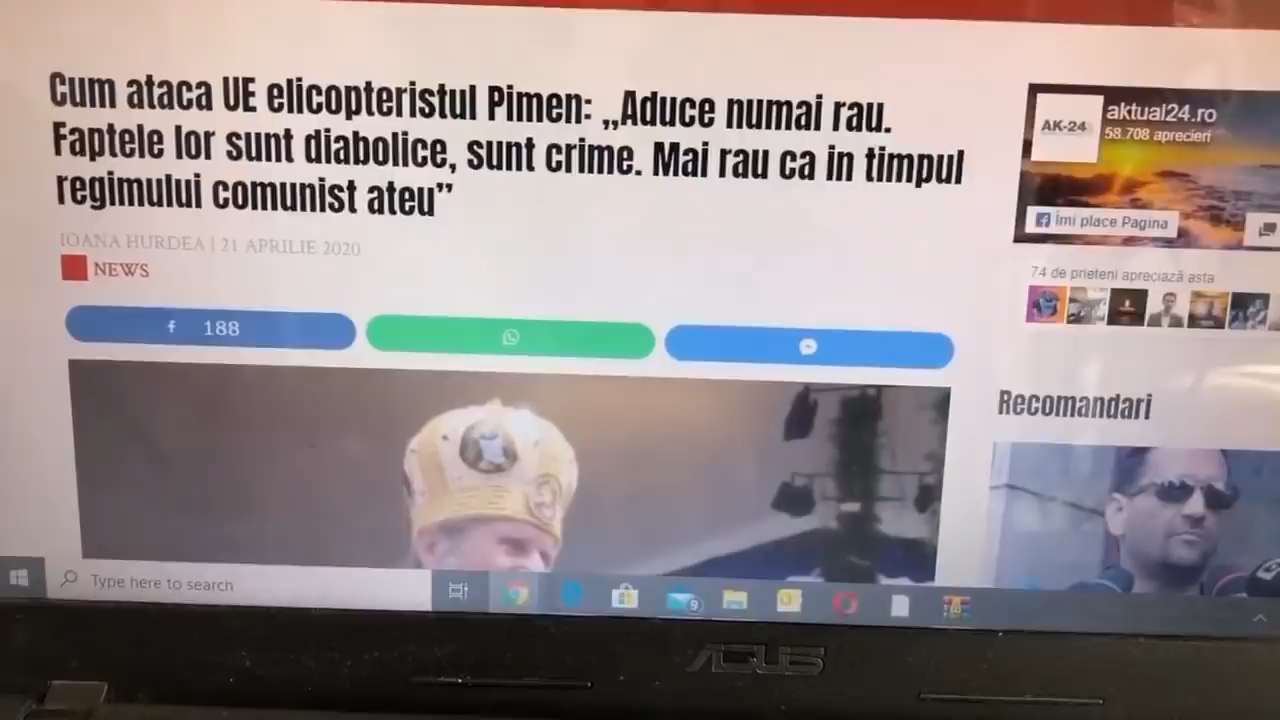 Cum ataca UE elicopteristul Pimen: „Aduce numai rau.
Faptele lor sunt diabolice, sunt crime. Mai rau ca in timpul
regimului comunist ateu”
IOANA HURDEA | 21 APRILIE 2020
NEWS
188
AK-24
aktual24.ro
58.708 aprecieri
Îmi place Pagina
74 de prieteni apreciază asta
Recomandari
Type here to search
9
ASUS